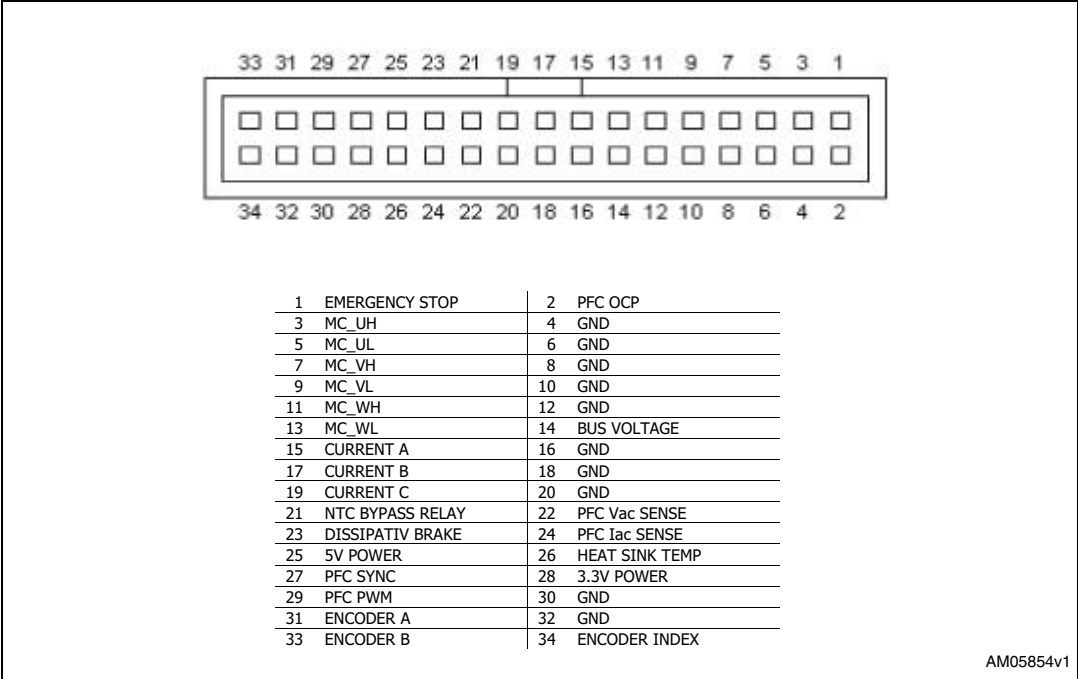 33 31 29 27 25 23 21 19 17 15 13 11 9 7 5 3 1
34 32 30 28 26 24 22 20 18 16 14 12 10 8 6 4 2
1 EMERGENCY STOP 2 PFC OCP
3 MC_UH 4 GND
5 MC_UL 6 GND
7 MC_VH 8 GND
9 MC_VL 10 GND
11 MC_WH 12 GND
13 MC_WL 14 BUS VOLTAGE
15 CURRENT A 16 GND
17 CURRENT B 18 GND
19 CURRENT C 20 GND
21 NTC BYPASS RELAY 22 PFC Vac SENSE
23 DISSIPATIV BRAKE 24 PFC Iac SENSE
25 5V POWER 26 HEAT SINK TEMP
27 PFC SYNC 28 3.3V POWER
29 PFC PWM 30 GND
31 ENCODER A 32 GND
33 ENCODER B 34 ENCODER INDEX
AM05854v1